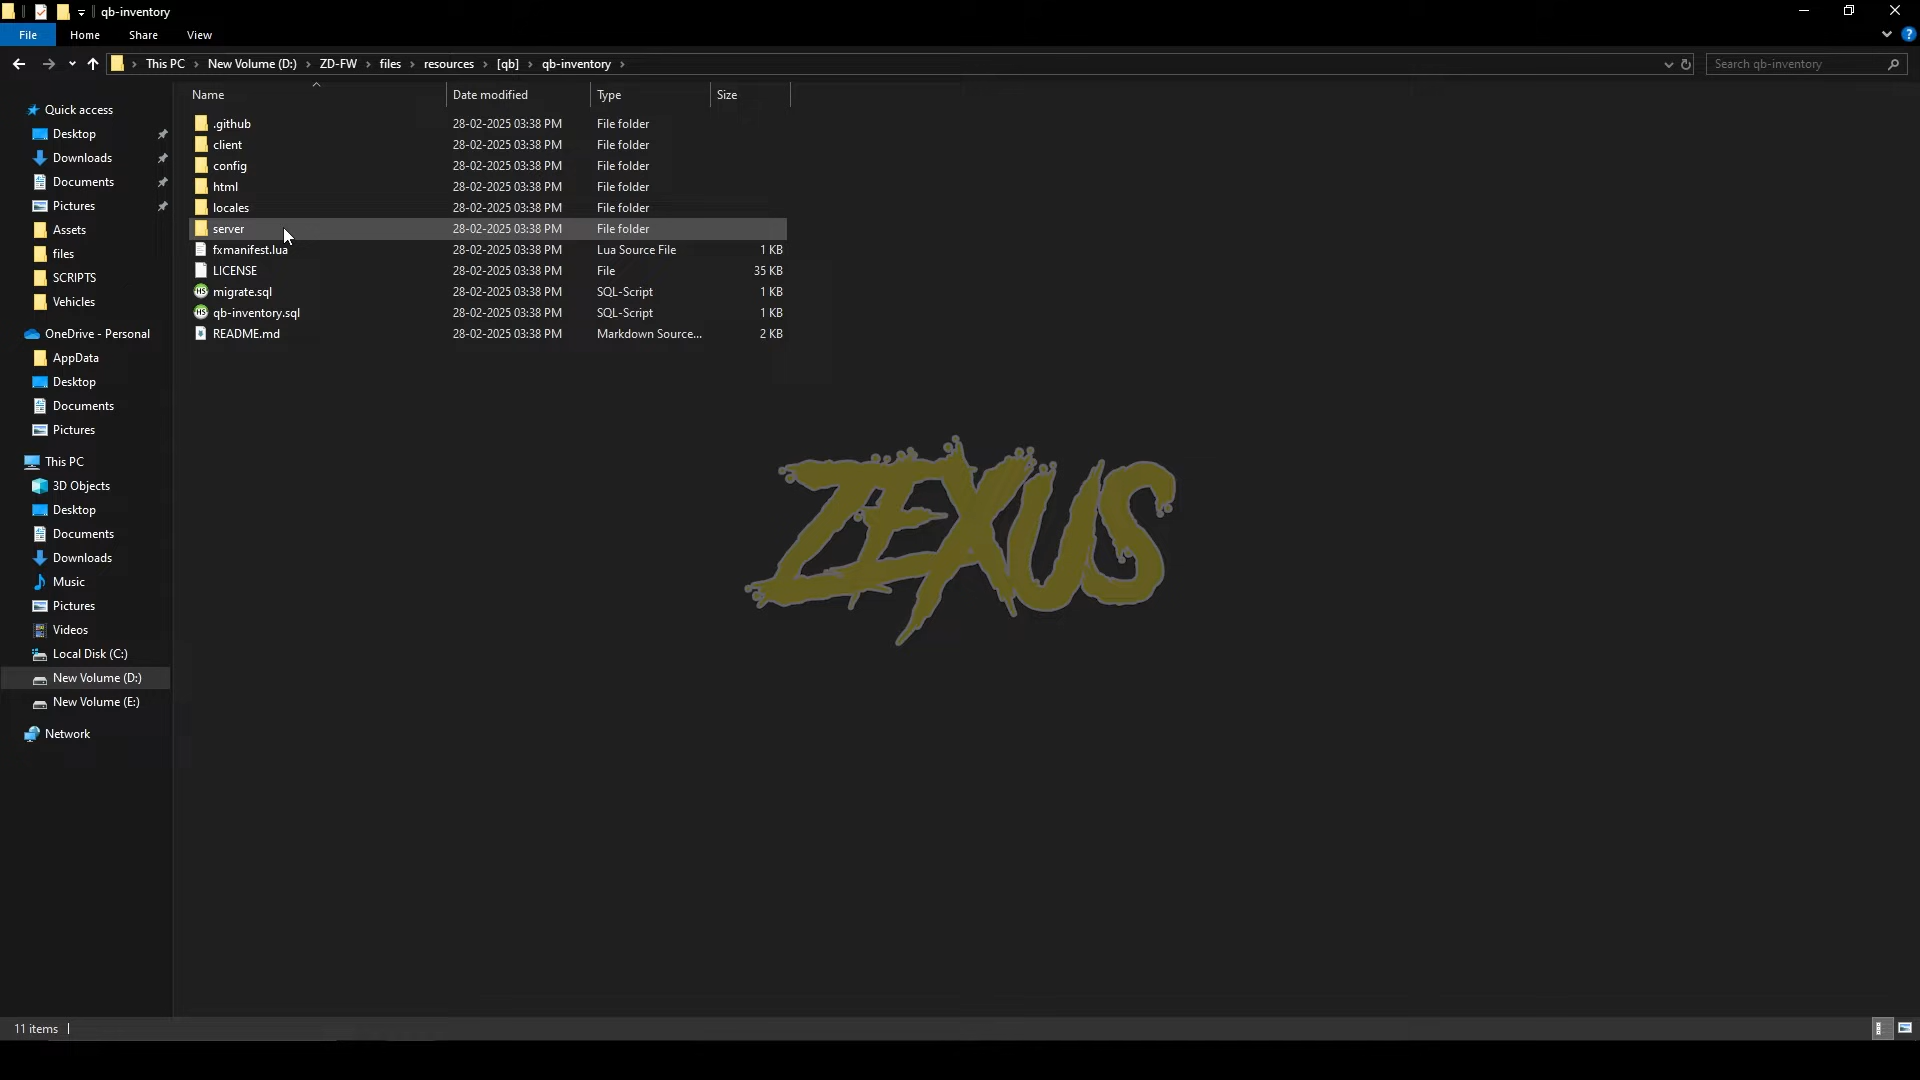 qb-inventory
File Home Share View
This PC New Volume (D:) ZD-FW files resources [qb] qb-inventory Search qb-inventory
Name Date modified Type Size
.github 28-02-2025 03:38 PM File folder
client 28-02-2025 03:38 PM File folder
config 28-02-2025 03:38 PM File folder
html 28-02-2025 03:38 PM File folder
locales 28-02-2025 03:38 PM File folder
server 28-02-2025 03:38 PM File folder
fxmanifest.lua 28-02-2025 03:38 PM Lua Source File 1 KB
LICENSE 28-02-2025 03:38 PM File 35 KB
migrate.sql 28-02-2025 03:38 PM SQL-Script 1 KB
qb-inventory.sql 28-02-2025 03:38 PM SQL-Script 1 KB
README.md 28-02-2025 03:38 PM Markdown Source... 2 KB
Quick access
Desktop
Downloads
Documents
Pictures
Assets
files
SCRIPTS
Vehicles
OneDrive - Personal
AppData
Desktop
Documents
Pictures
This PC
3D Objects
Desktop
Documents
Downloads
Music
Pictures
Videos
Local Disk (C:)
New Volume (D:)
New Volume (E:)
Network
ZEXUS
11 items